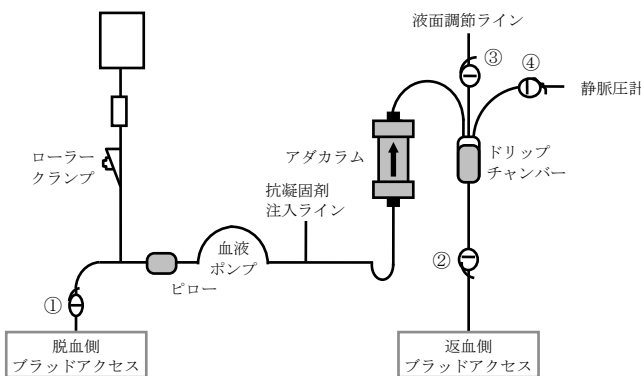 液面調節ライン
③
④
静脈圧計
ローラー
クランプ
アダカラム
ドリップ
チャンバー
抗凝固剤
注入ライン
血液
ポンプ
ピロー
②
①
脱血側
ブラッドアクセス
返血側
ブラッドアクセス